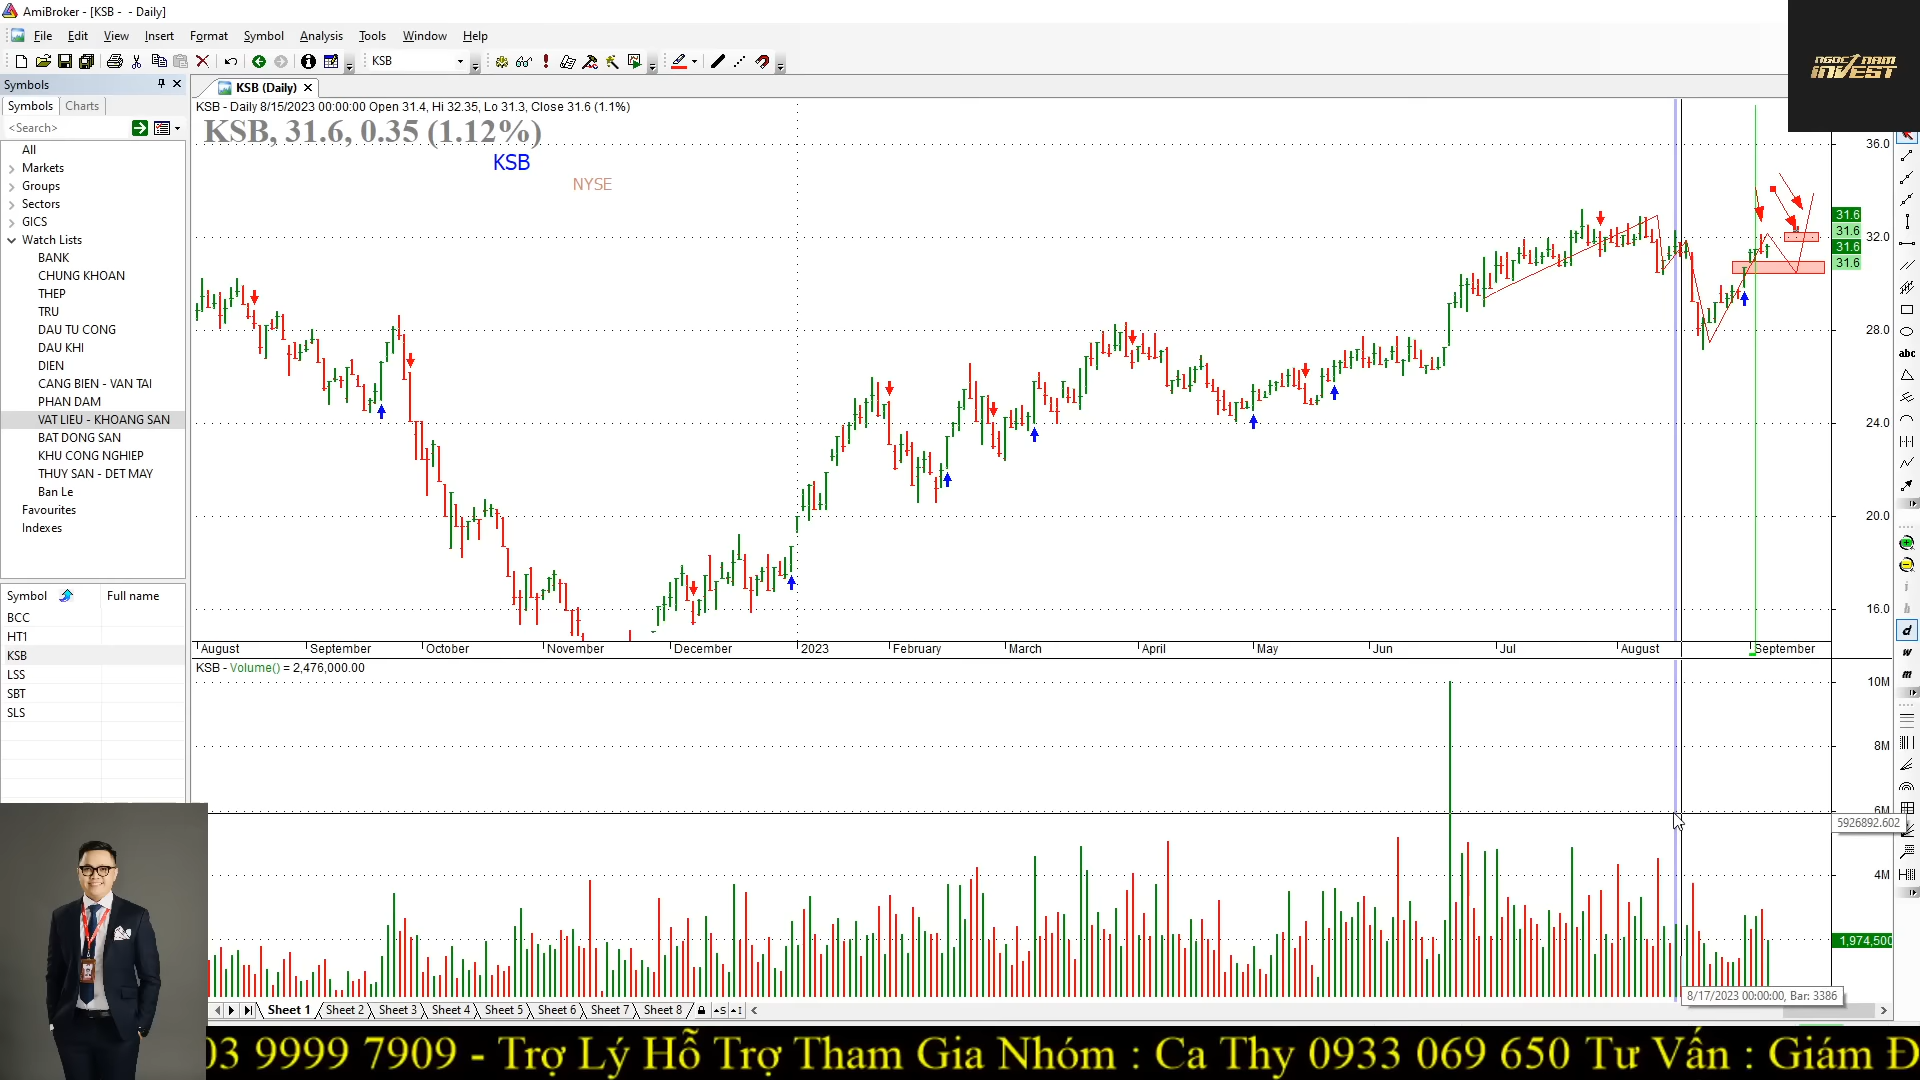 AmiBroker - [KSB - - Daily]
File Edit View Insert Format Symbol Analysis Tools Window Help
KSB
Symbols
KSB (Daily)
Symbols Charts
<Search>
All
Markets
Groups
Sectors
GICS
Watch Lists
BANK
CHUNG KHOAN
THEP
TRU
DAU TU CONG
DAU KHI
DIEN
CANG BIEN - VAN TAI
PHAN DAM
VAT LIEU - KHOANG SAN
BAT DONG SAN
KHU CONG NGHIEP
THUY SAN - DET MAY
Ban Le
Favourites
Indexes
Symbol Full name
BCC
HT1
KSB
LSS
SBT
SLS
KSB - Daily 8/15/2023 00:00:00 Open 31.4, Hi 32.35, Lo 31.3, Close 31.6 (1.1%)
KSB, 31.6, 0.35 (1.12%)
KSB
NYSE
NGOC NAM
INVEST
36.0
31.6
31.6
32.0
31.6
31.6
28.0
24.0
20.0
16.0
August September October November December 2023 February March April May Jun Jul August September
KSB - Volume() = 2,476,000.00
10M
8M
6M
5926892.602
4M
1,974,500
8/17/2023 00:00:00, Bar: 3386
abc
i
h
d
w
m
Sheet 1 Sheet 2 Sheet 3 Sheet 4 Sheet 5 Sheet 6 Sheet 7 Sheet 8
03 9999 7909 - Trợ Lý Hỗ Trợ Tham Gia Nhóm : Ca Thy 0933 069 650 Tư Vấn : Giám Đ